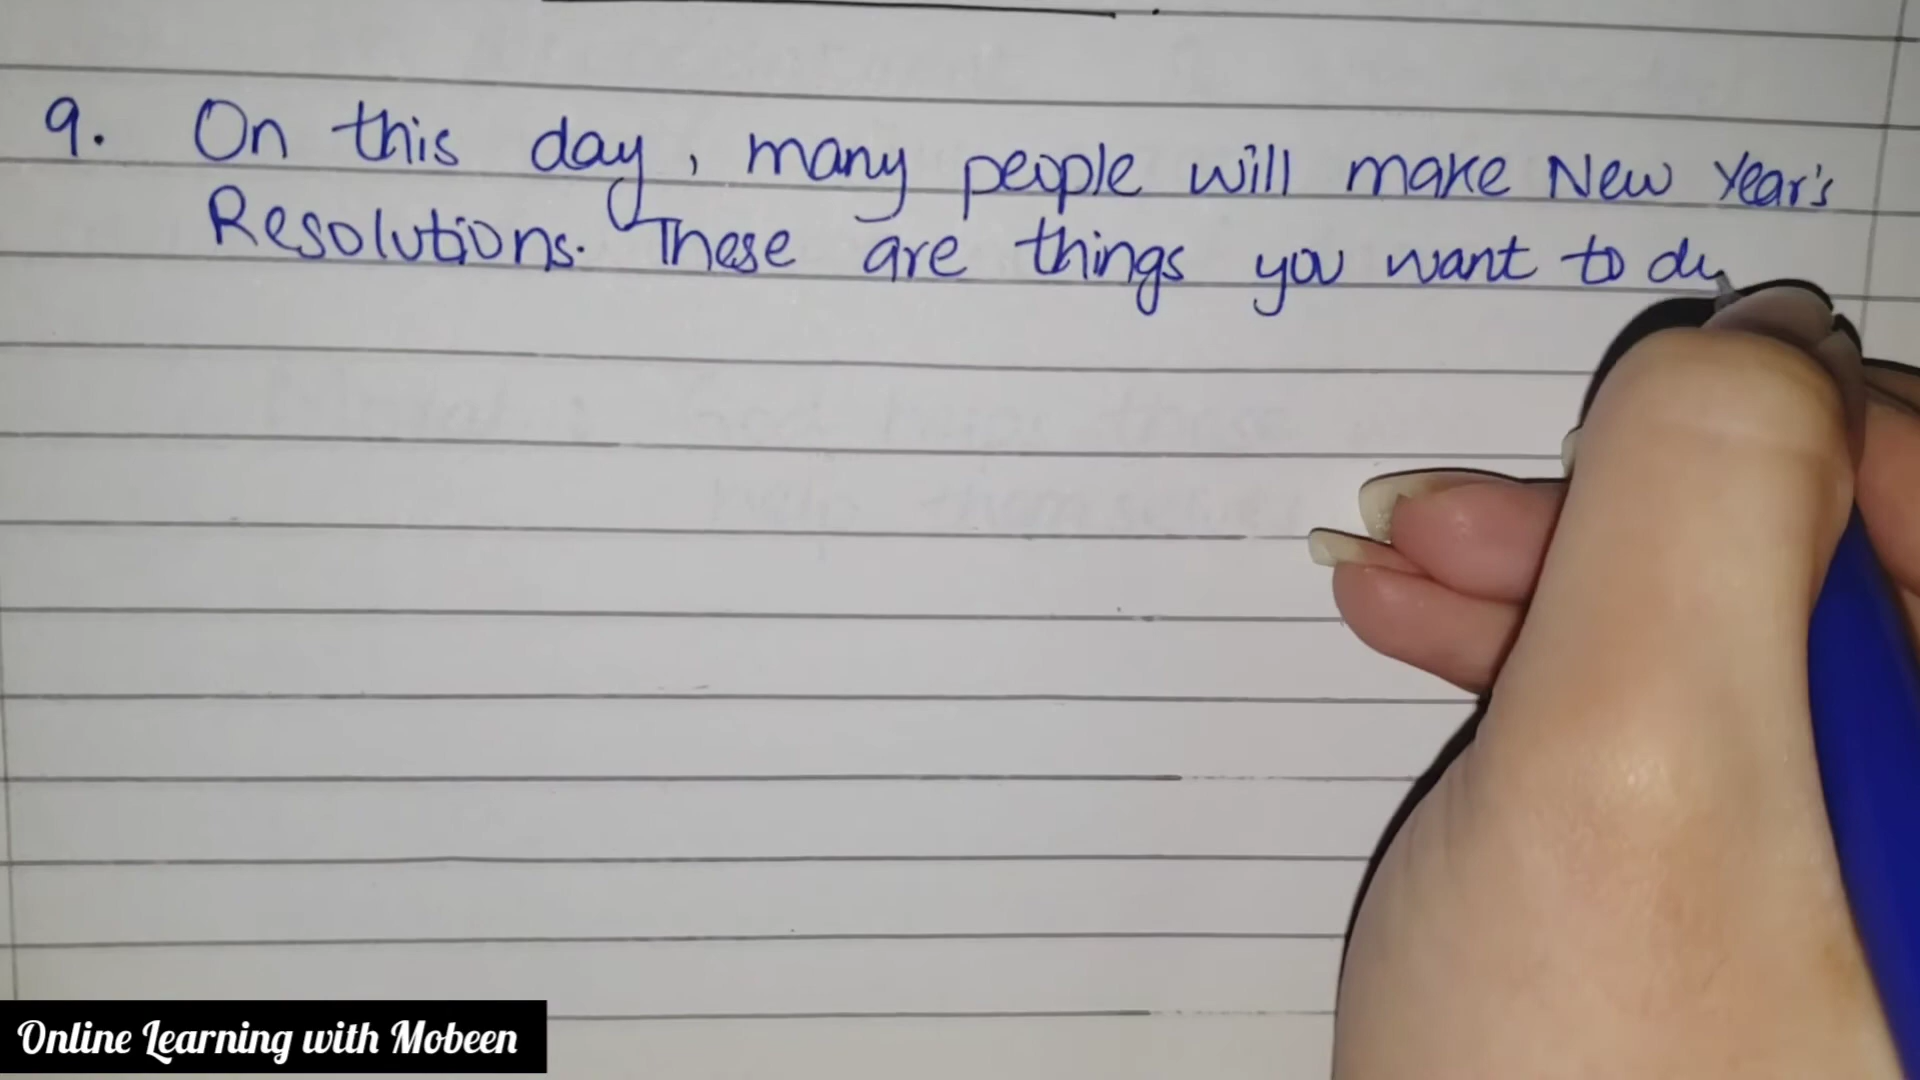 9. On this day, many people will make New Year's
Resolutions. These are things you want to
Online Learning with Mobeen